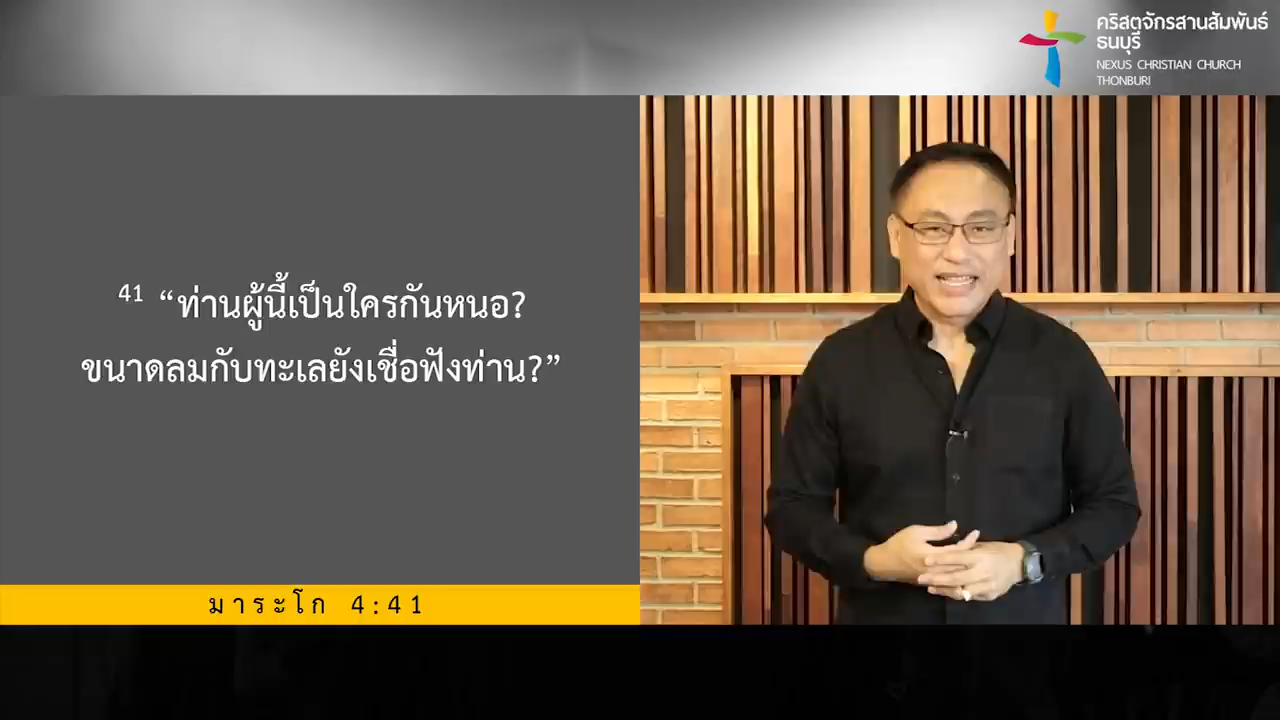 คริสตจักรสานสัมพันธ์
ธนบุรี
NEXUS CHRISTIAN CHURCH
THONBURI
41 “ท่านผู้นี้เป็นใครกันหนอ?
ขนาดลมกับทะเลยังเชื่อฟังท่าน?”
มาระโก 4:41